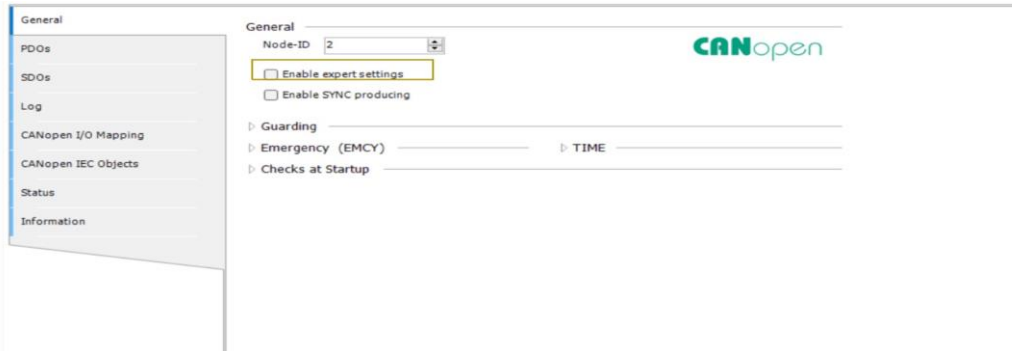 General
PDOs
SDOs
Log
CANopen I/O Mapping
CANopen IEC Objects
Status
Information
General
Node-ID 2
CANopen
Enable expert settings
Enable SYNC producing
Guarding
Emergency (EMCY) TIME
Checks at Startup